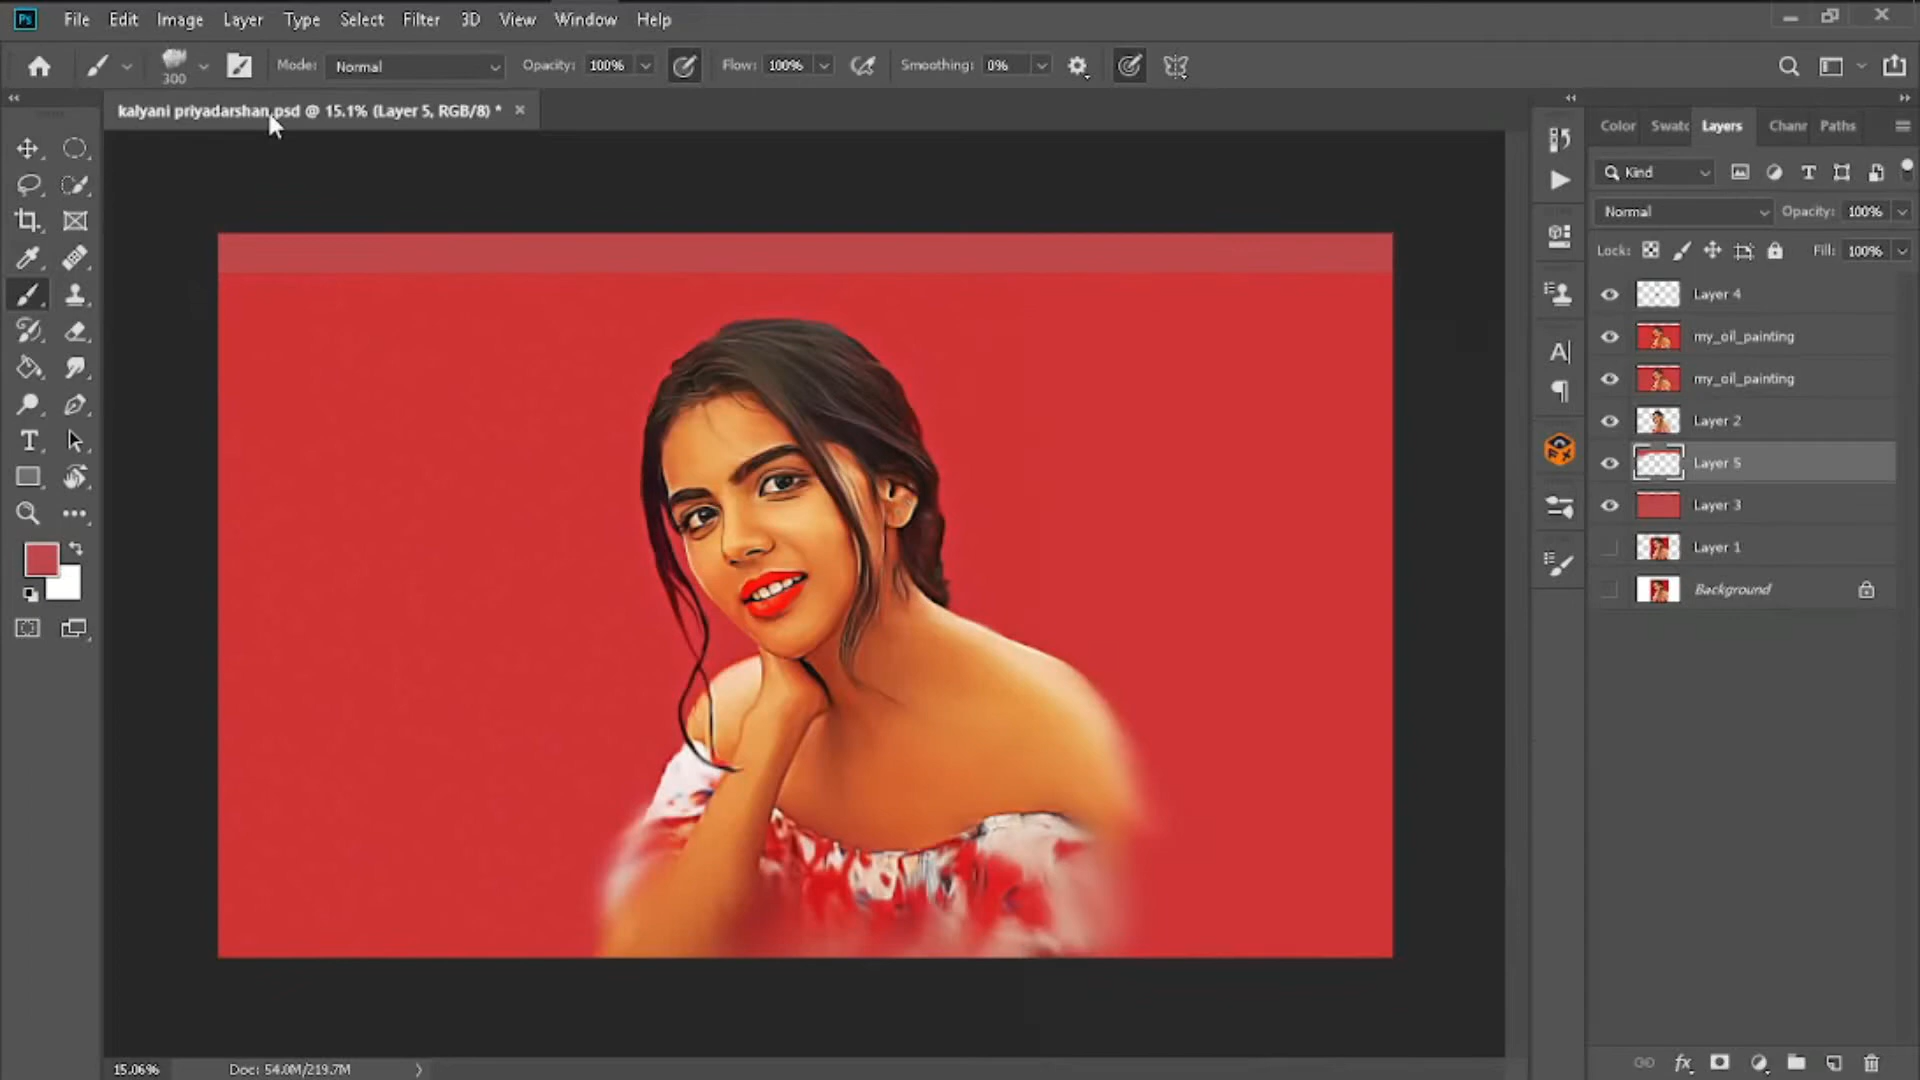 Ps File Edit Image Layer Type Select Filter 3D View Window Help
300 Mode: Normal Opacity: 100% Flow: 100% Smoothing: 0%
kalyani priyadarshan.psd @ 15.1% (Layer 5, RGB/8) *
Color Swatc Layers Chanr Paths
Kind
Normal Opacity: 100%
Lock: Fill: 100%
Layer 4
my_oil_painting
my_oil_painting
Layer 2
Layer 5
Layer 3
Layer 1
Background
15.06% Doc: 54.0M/219.7M